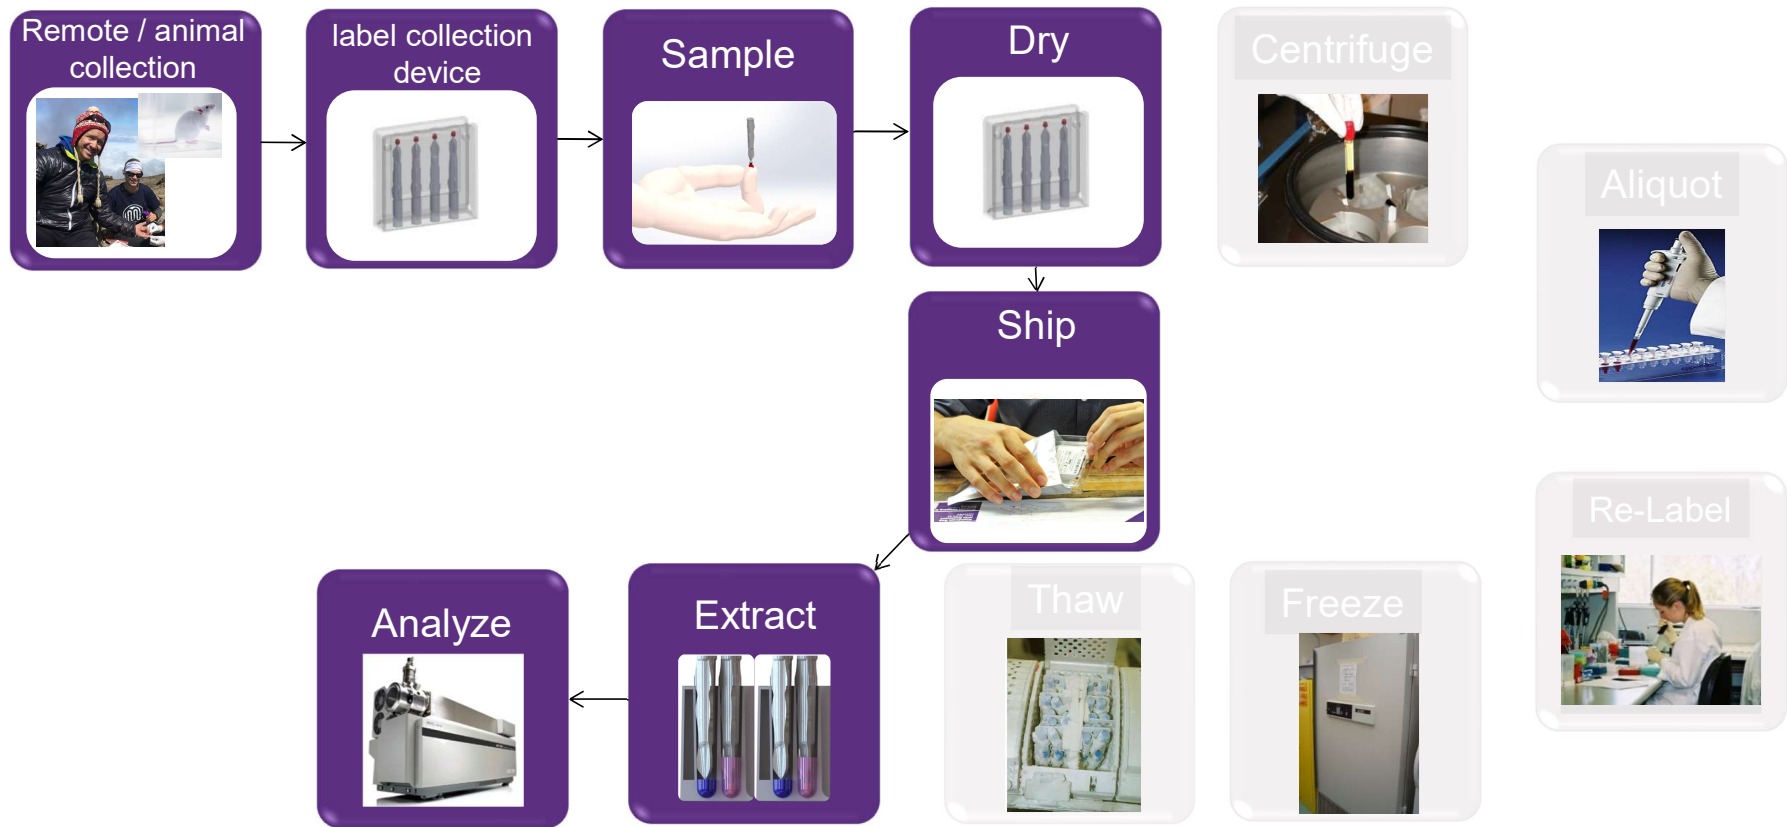 Remote / animal
collection
label collection
device
Sample
Dry
Centrifuge
Aliquot
Ship
Re-Label
Analyze
Extract
Thaw
Freeze